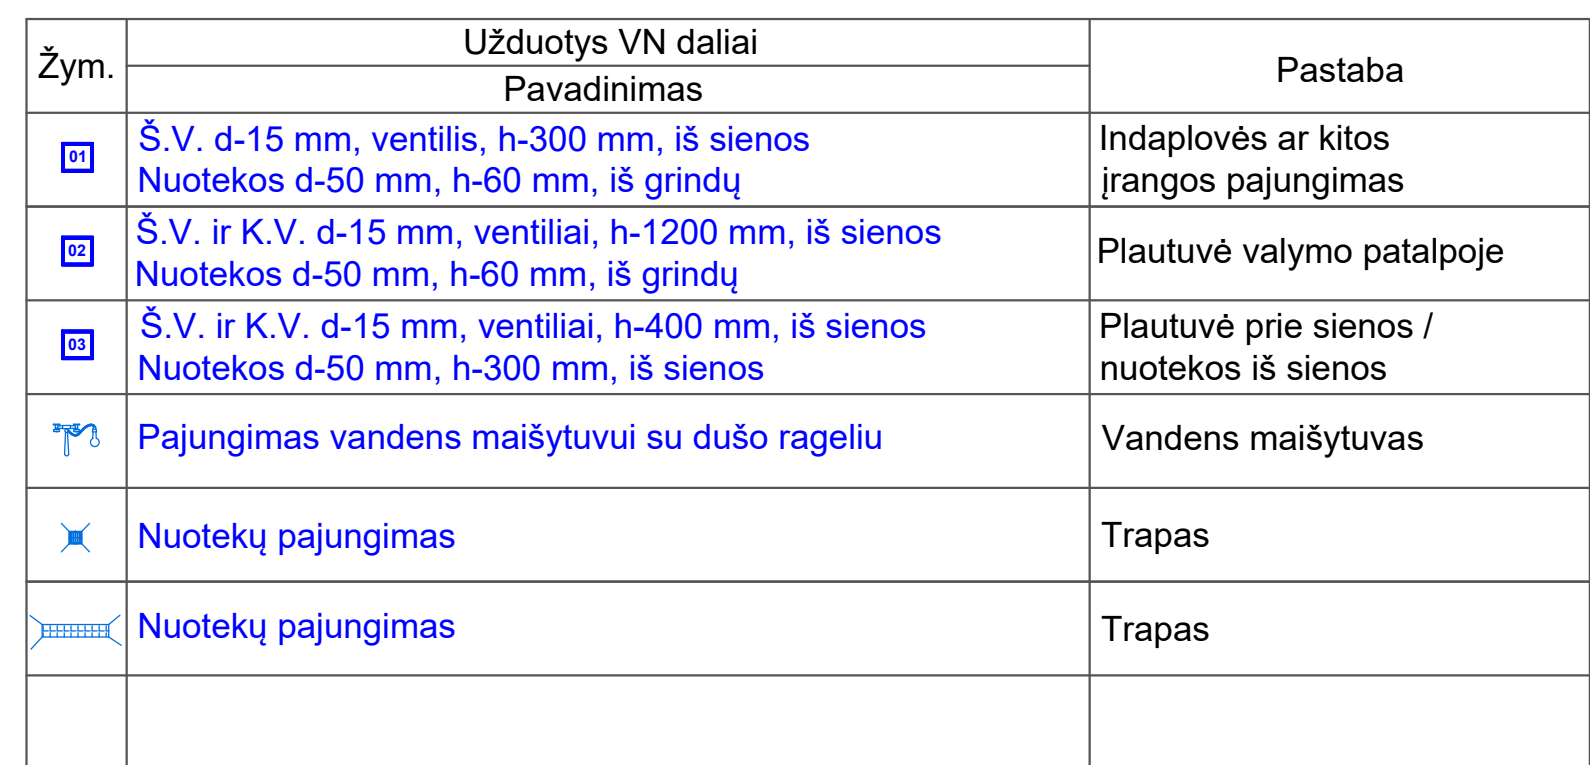 Žym.
Užduotys VN daliai
Pavadinimas
Pastaba
01
Š.V. d-15 mm, ventilis, h-300 mm, iš sienos
Nuotekos d-50 mm, h-60 mm, iš grindų
Indaplovės ar kitos
įrangos pajungimas
02
Š.V. ir K.V. d-15 mm, ventiliai, h-1200 mm, iš sienos
Nuotekos d-50 mm, h-60 mm, iš grindų
Plautuvė valymo patalpoje
03
Š.V. ir K.V. d-15 mm, ventiliai, h-400 mm, iš sienos
Nuotekos d-50 mm, h-300 mm, iš sienos
Plautuvė prie sienos /
nuotekos iš sienos
Pajungimas vandens maišytuvui su dušo rageliu
Vandens maišytuvas
Nuotekų pajungimas
Trapas
Nuotekų pajungimas
Trapas